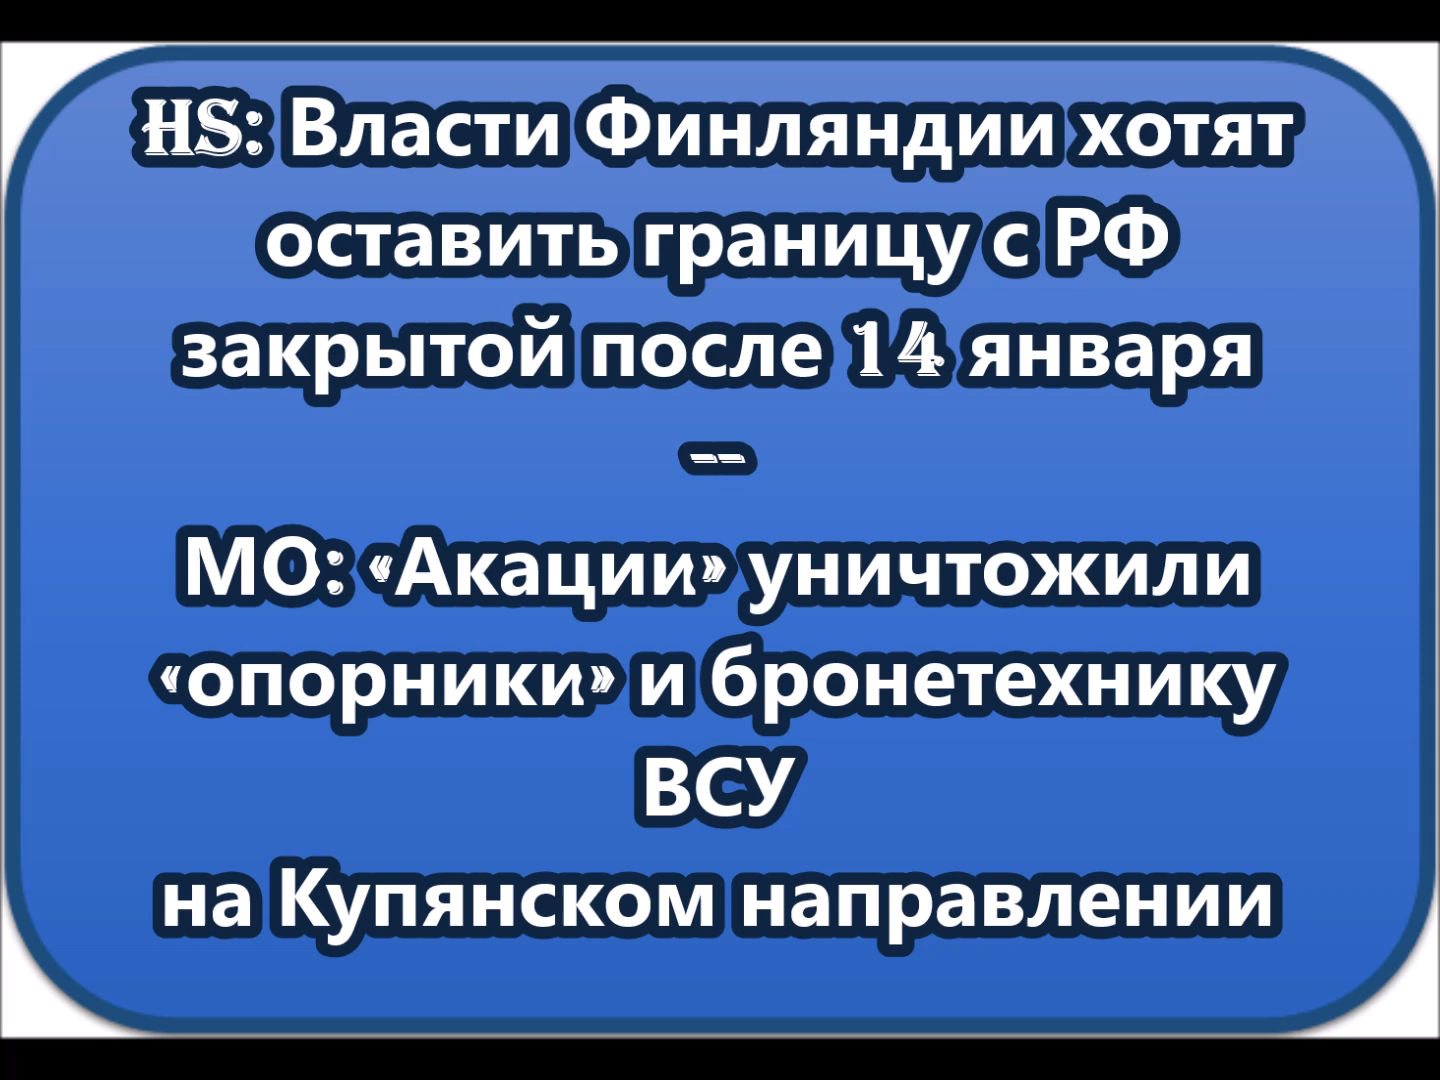 HS: Власти Финляндии хотят
оставить границу с РФ
закрытой после 14 января
--
МО: «Акации» уничтожили
«опорники» и бронетехнику
ВСУ
на Купянском направлении